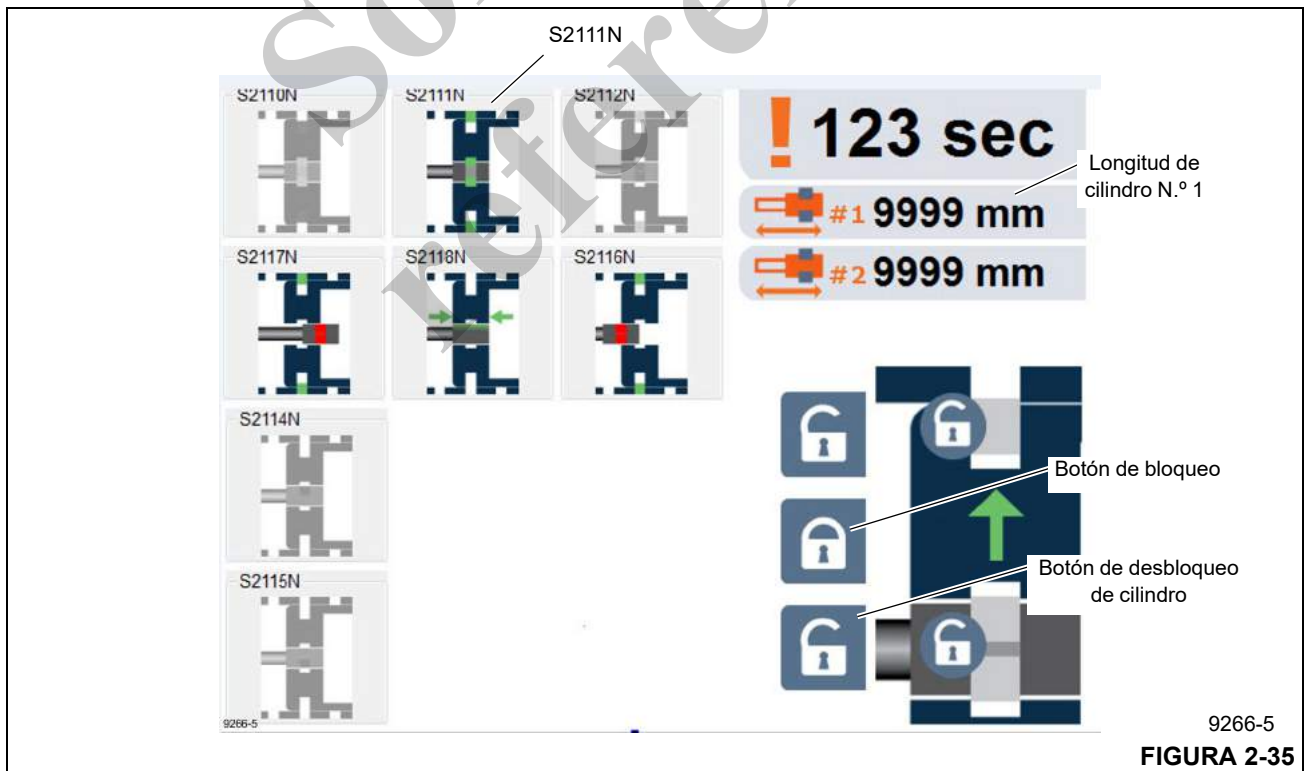 S2111N
S2110N
S2111N
S2112N
123 sec
Longitud de
cilindro N.º 1
#1 9999 mm
S2117N
S2118N
S2116N
#2 9999 mm
S2114N
Botón de bloqueo
Botón de desbloqueo
de cilindro
S2115N
9266-5
9266-5
FIGURA 2-35